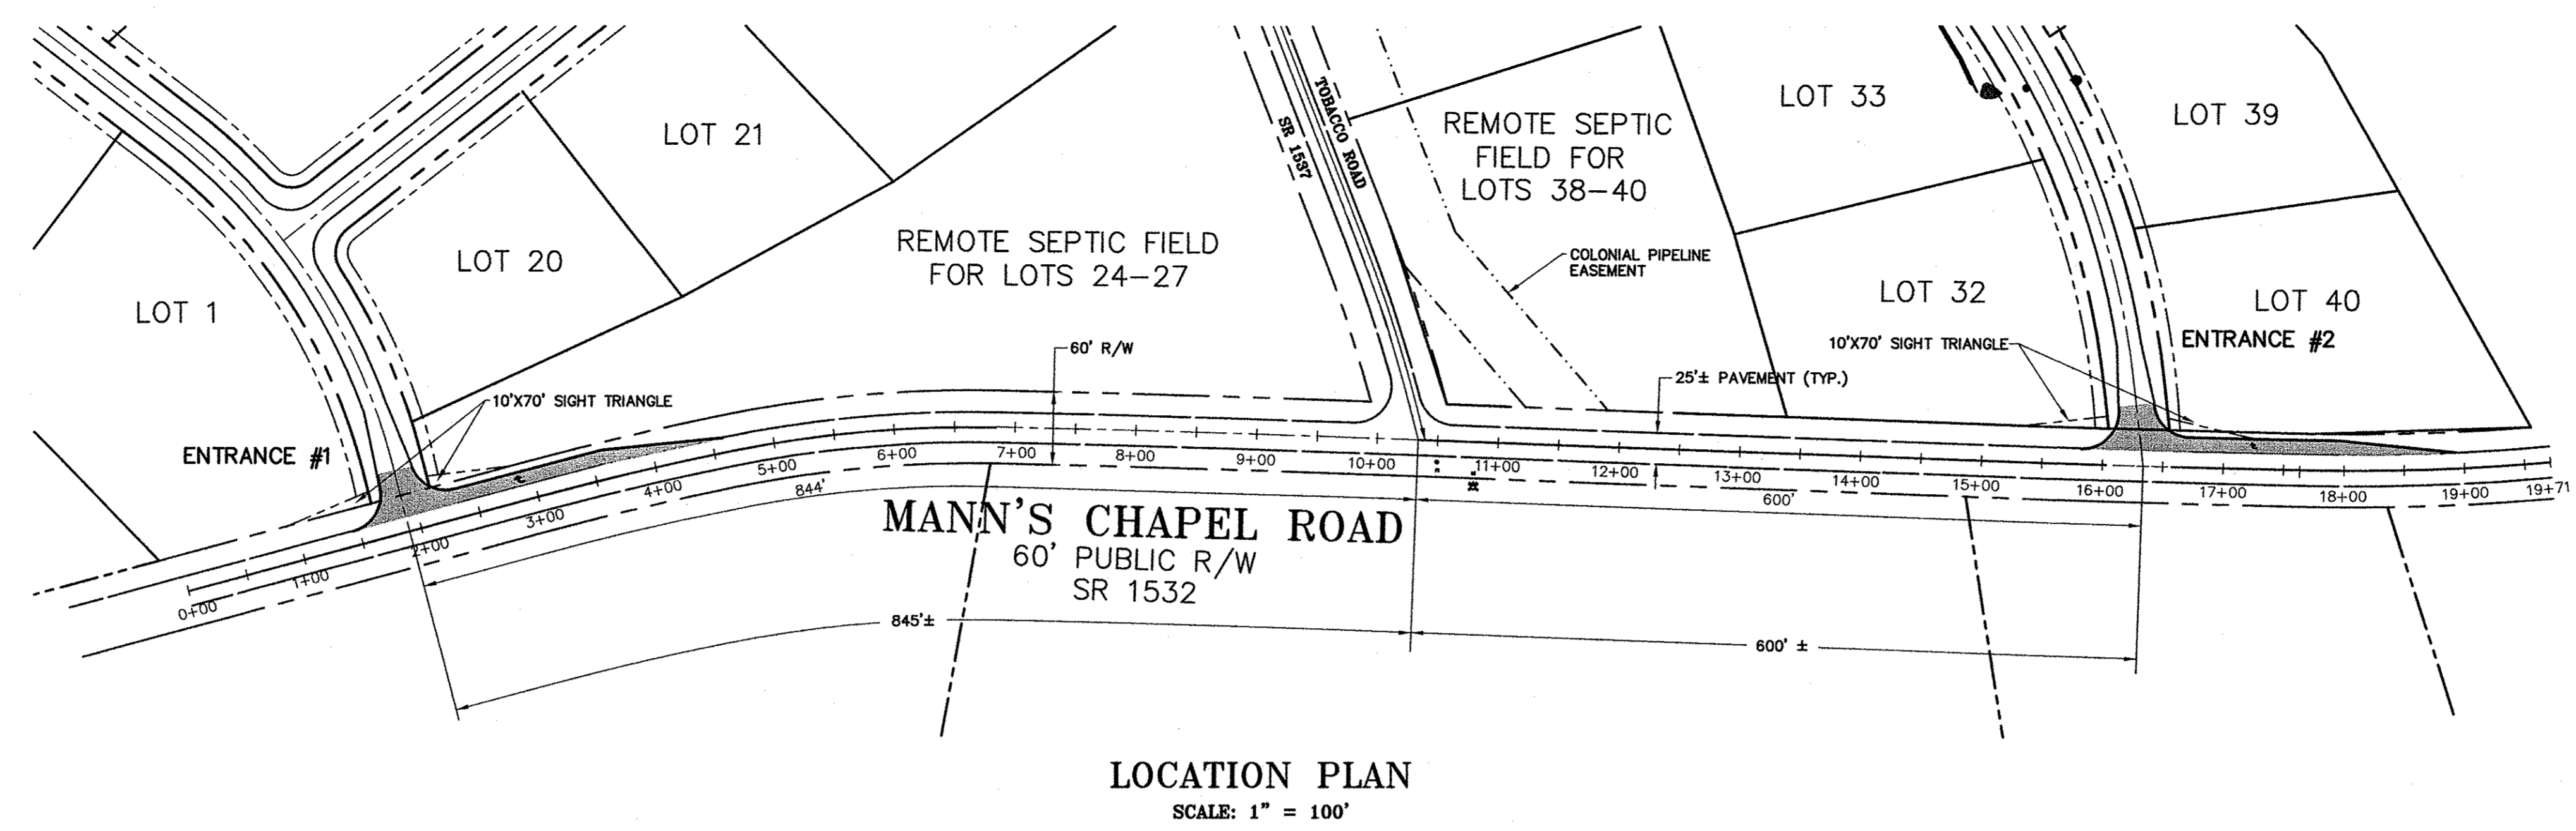 LOT 1
LOT 20
LOT 21
REMOTE SEPTIC FIELD
FOR LOTS 24-27
SR 1537
TOBACCO ROAD
REMOTE SEPTIC
FIELD FOR
LOTS 38-40
COLONIAL PIPELINE
EASEMENT
LOT 33
LOT 32
LOT 39
LOT 40
ENTRANCE #1
10'X70' SIGHT TRIANGLE
60' R/W
25'± PAVEMENT (TYP.)
10'X70' SIGHT TRIANGLE
ENTRANCE #2
0+00
1+00
2+00
3+00
4+00
5+00
6+00
7+00
8+00
9+00
10+00
11+00
12+00
13+00
14+00
15+00
16+00
17+00
18+00
19+00
19+71
844'
600'
MANN'S CHAPEL ROAD
60' PUBLIC R/W
SR 1532
845'±
600' ±
LOCATION PLAN
SCALE: 1" = 100'